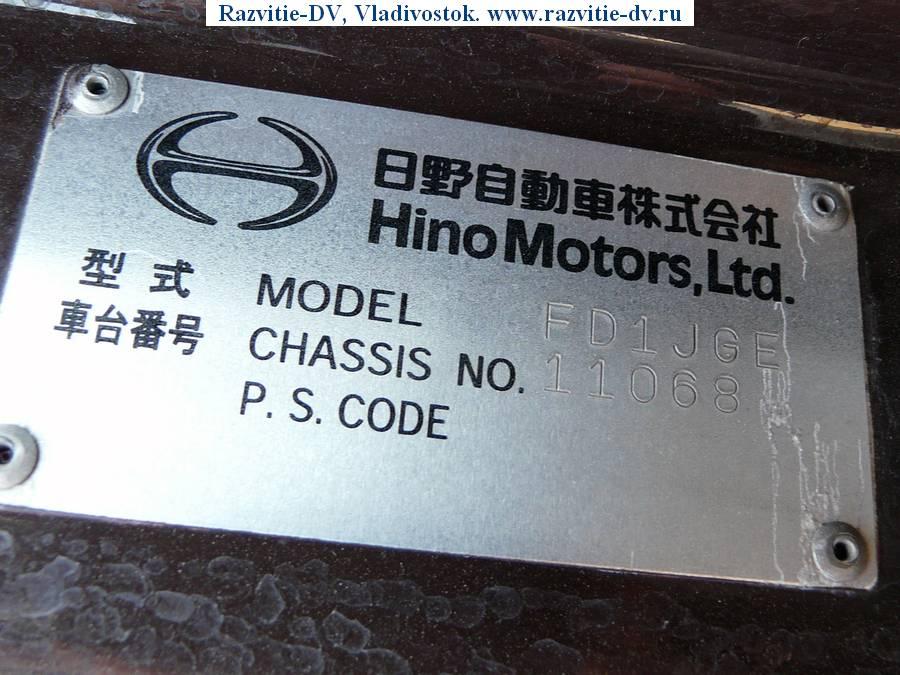 Razvitie-DV, Vladivostok. www.razvitie-dv.ru
日野自動車株式会社
Hino Motors, Ltd.
型式 MODEL FD1JGE
車台番号 CHASSIS NO. 11068
P. S. CODE